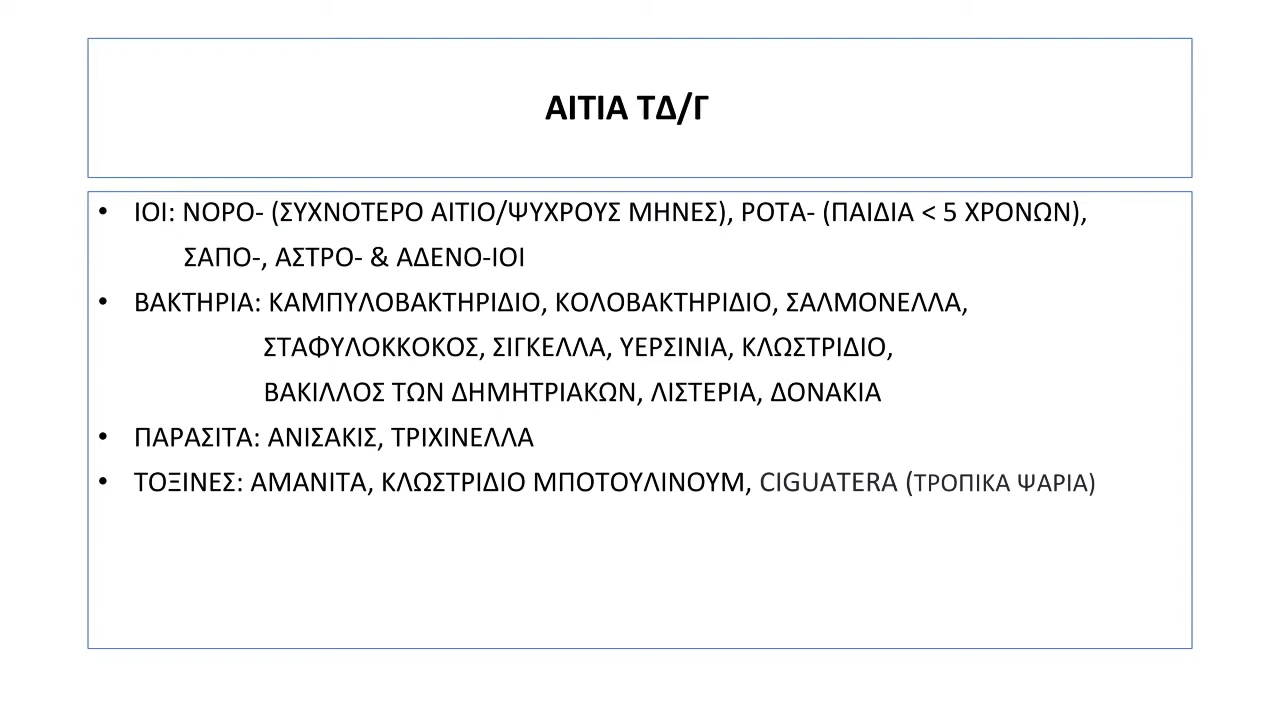 ΑΙΤΙΑ ΤΔ/Γ
• ΙΟΙ: ΝΟΡΟ- (ΣΥΧΝΟΤΕΡΟ ΑΙΤΙΟ/ΨΥΧΡΟΥΣ ΜΗΝΕΣ), ΡΟΤΑ- (ΠΑΙΔΙΑ < 5 ΧΡΟΝΩΝ),
ΣΑΠΟ-, ΑΣΤΡΟ- & ΑΔΕΝΟ-ΙΟΙ
• ΒΑΚΤΗΡΙΑ: ΚΑΜΠΥΛΟΒΑΚΤΗΡΙΔΙΟ, ΚΟΛΟΒΑΚΤΗΡΙΔΙΟ, ΣΑΛΜΟΝΕΛΛΑ,
ΣΤΑΦΥΛΟΚΚΟΚΟΣ, ΣΙΓΚΕΛΛΑ, ΥΕΡΣΙΝΙΑ, ΚΛΩΣΤΡΙΔΙΟ,
ΒΑΚΙΛΛΟΣ ΤΩΝ ΔΗΜΗΤΡΙΑΚΩΝ, ΛΙΣΤΕΡΙΑ, ΔΟΝΑΚΙΑ
• ΠΑΡΑΣΙΤΑ: ΑΝΙΣΑΚΙΣ, ΤΡΙΧΙΝΕΛΛΑ
• ΤΟΞΙΝΕΣ: ΑΜΑΝΙΤΑ, ΚΛΩΣΤΡΙΔΙΟ ΜΠΟΤΟΥΛΙΝΟΥΜ, CIGUATERA (ΤΡΟΠΙΚΑ ΨΑΡΙΑ)